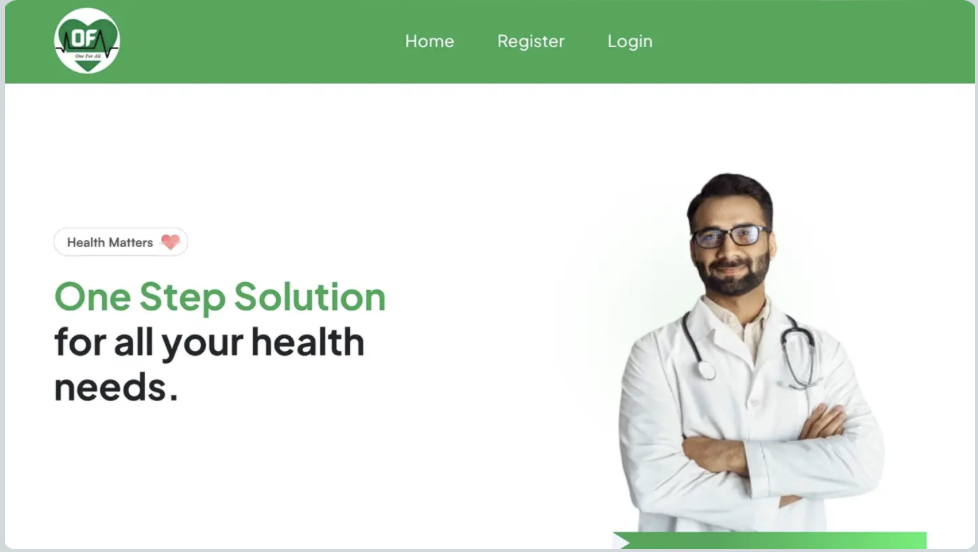 OF
One For All
Home Register Login
Health Matters
One Step Solution
for all your health
needs.